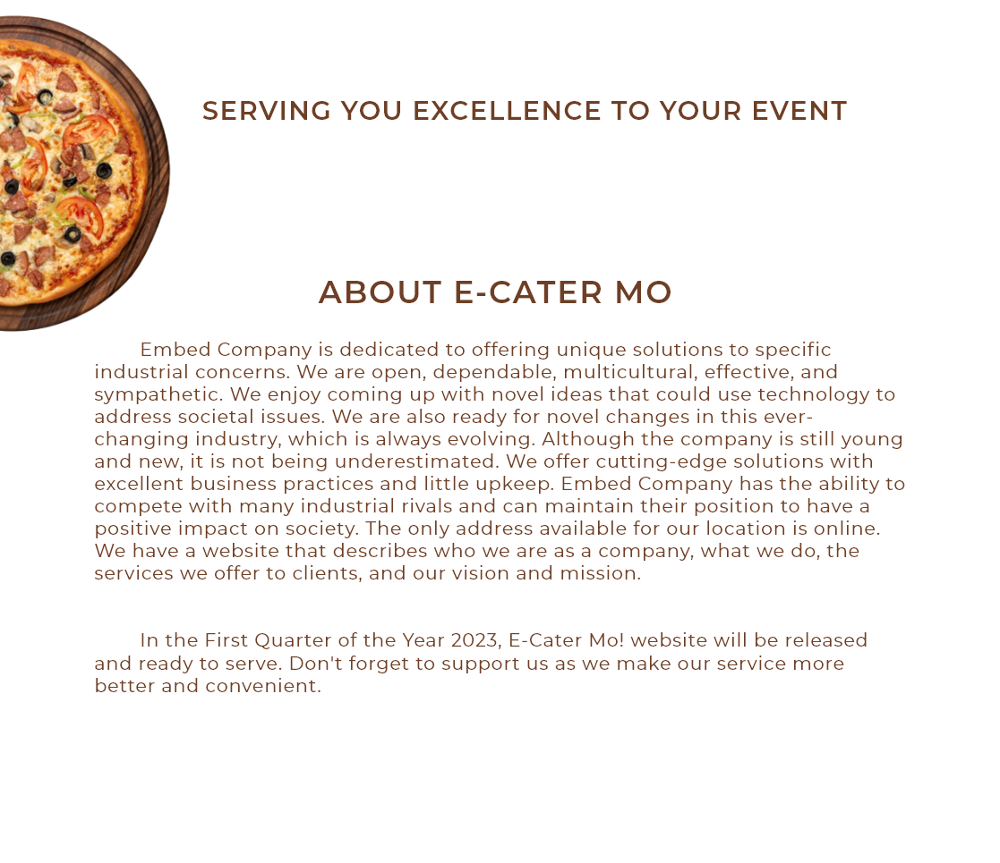 SERVING YOU EXCELLENCE TO YOUR EVENT
ABOUT E-CATER MO
Embed Company is dedicated to offering unique solutions to specific
industrial concerns. We are open, dependable, multicultural, effective, and
sympathetic. We enjoy coming up with novel ideas that could use technology to
address societal issues. We are also ready for novel changes in this ever-
changing industry, which is always evolving. Although the company is still young
and new, it is not being underestimated. We offer cutting-edge solutions with
excellent business practices and little upkeep. Embed Company has the ability to
compete with many industrial rivals and can maintain their position to have a
positive impact on society. The only address available for our location is online.
We have a website that describes who we are as a company, what we do, the
services we offer to clients, and our vision and mission.
In the First Quarter of the Year 2023, E-Cater Mo! website will be released
and ready to serve. Don't forget to support us as we make our service more
better and convenient.